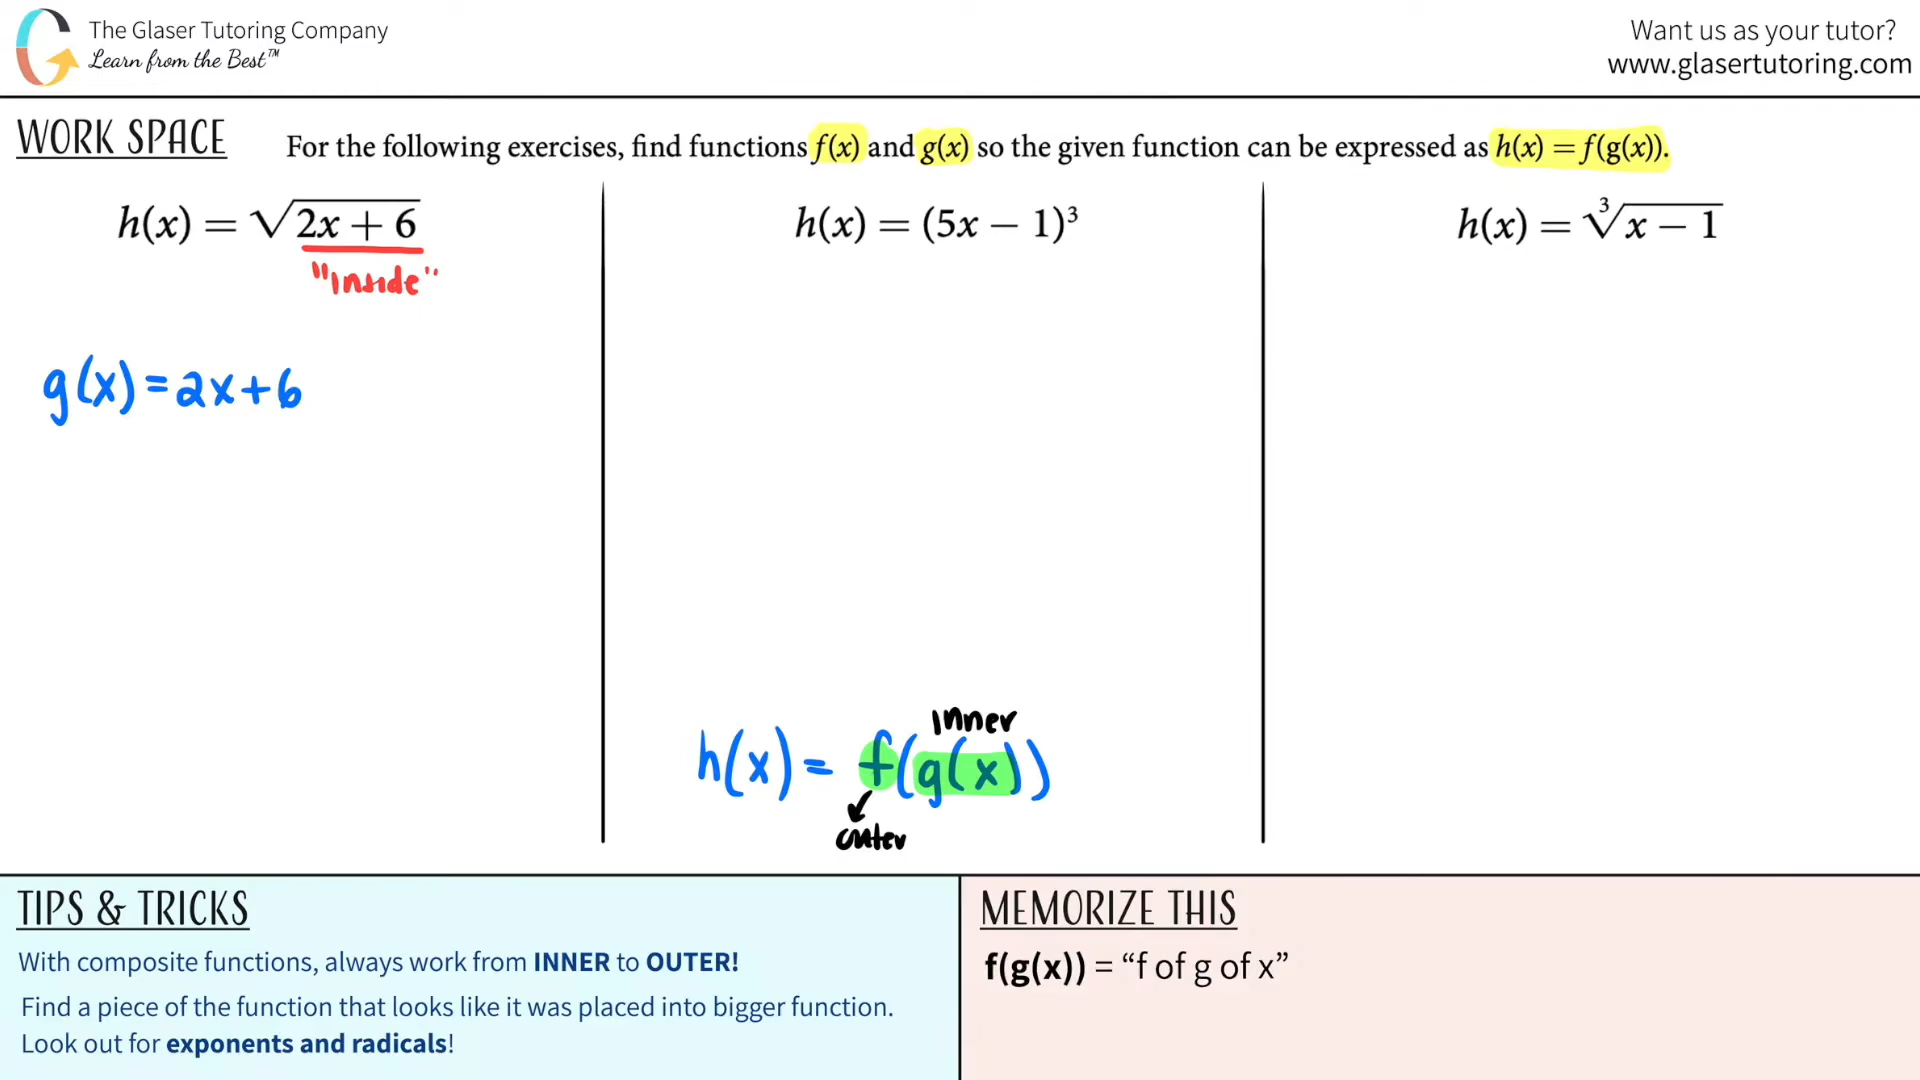 The Glaser Tutoring Company
Learn from the Best™
Want us as your tutor?
www.glasertutoring.com
WORK SPACE
For the following exercises, find functions f(x) and g(x) so the given function can be expressed as h(x) = f(g(x)).
h(x) = √(2x + 6)
"inside"
g(x) = 2x+6
h(x) = (5x − 1)³
h(x) = ∛(x − 1)
inner
h(x) = f(g(x))
outer
TIPS & TRICKS
With composite functions, always work from INNER to OUTER!
Find a piece of the function that looks like it was placed into bigger function.
Look out for exponents and radicals!
MEMORIZE THIS
f(g(x)) = “f of g of x”